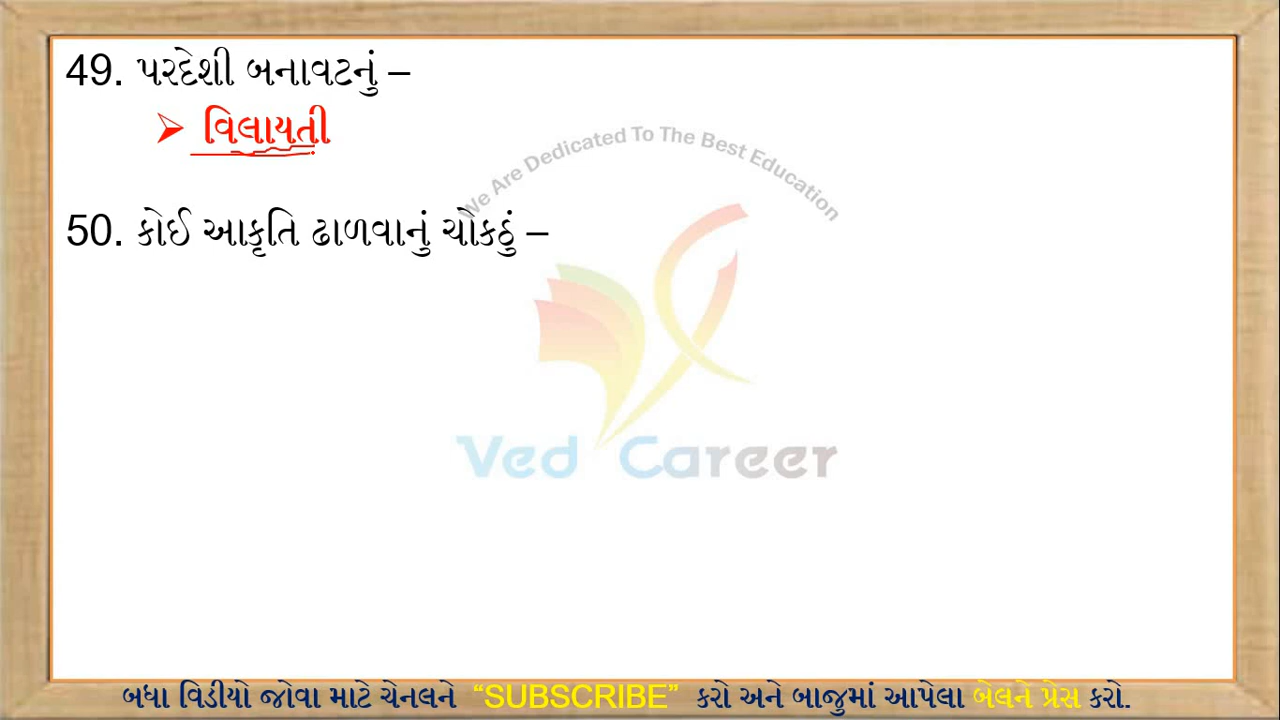 49. પરદેશી બનાવટનું –
➢ વિલાયતી
We Are Dedicated To The Best Education
50. કોઈ આકૃતિ ઢાળવાનું ચોકઠું –
Ved Career
બધા વિડીયો જોવા માટે ચેનલને “SUBSCRIBE” કરો અને બાજુમાં આપેલા બેલને પ્રેસ કરો.